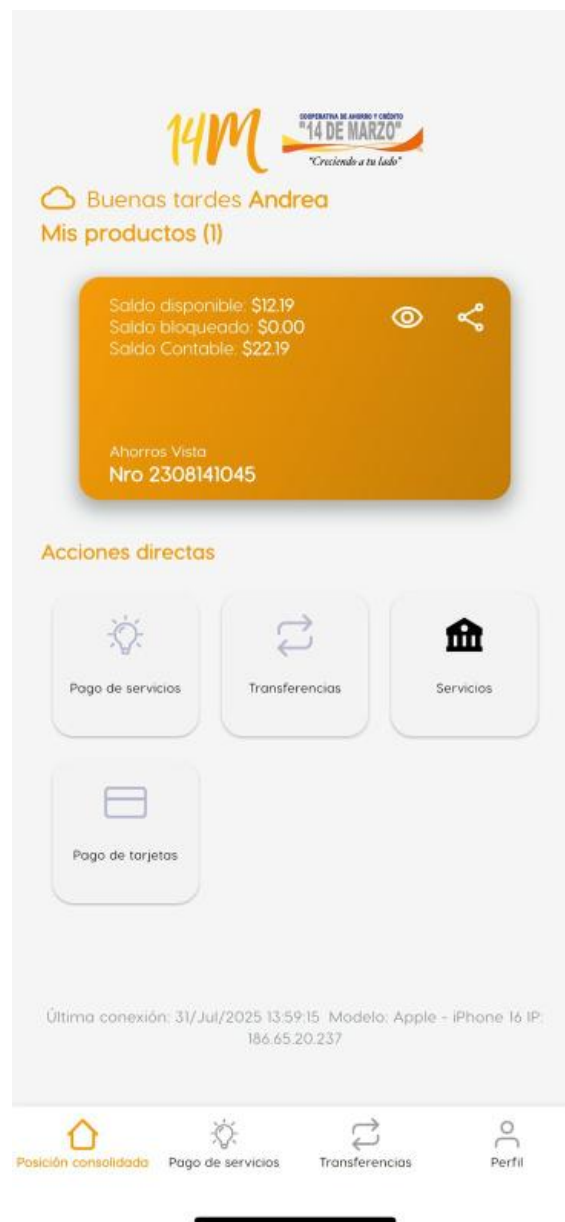 14M
COOPERATIVA DE AHORRO Y CRÉDITO
"14 DE MARZO"
"Creciendo a tu lado"
Buenas tardes Andrea
Mis productos (1)
Saldo disponible: $12.19
Saldo bloqueado: $0.00
Saldo Contable: $22.19
Ahorros Vista
Nro 2308141045
Acciones directas
Pago de servicios
Transferencias
Servicios
Pago de tarjetas
Última conexión: 31/Jul/2025 13:59:15 Modelo: Apple - iPhone 16 IP:
186.65.20.237
Posición consolidada
Pago de servicios
Transferencias
Perfil